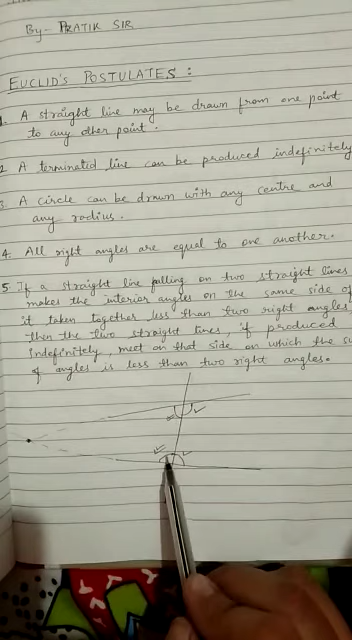 By- PRATIK SIR
EUCLID'S POSTULATES :
1. A straight line may be drawn from one point
to any other point.
2 A terminated line can be produced indefinitely
3 A circle can be drawn with any centre and
any radius.
4. All right angles are equal to one another.
5 If a straight line falling on two straight lines
makes the interior angles on the same side of
it taken together less than two right angles
then the two straight lines, if produced
indefinitely, meet on that side on which the
of angles is less than two right angles.